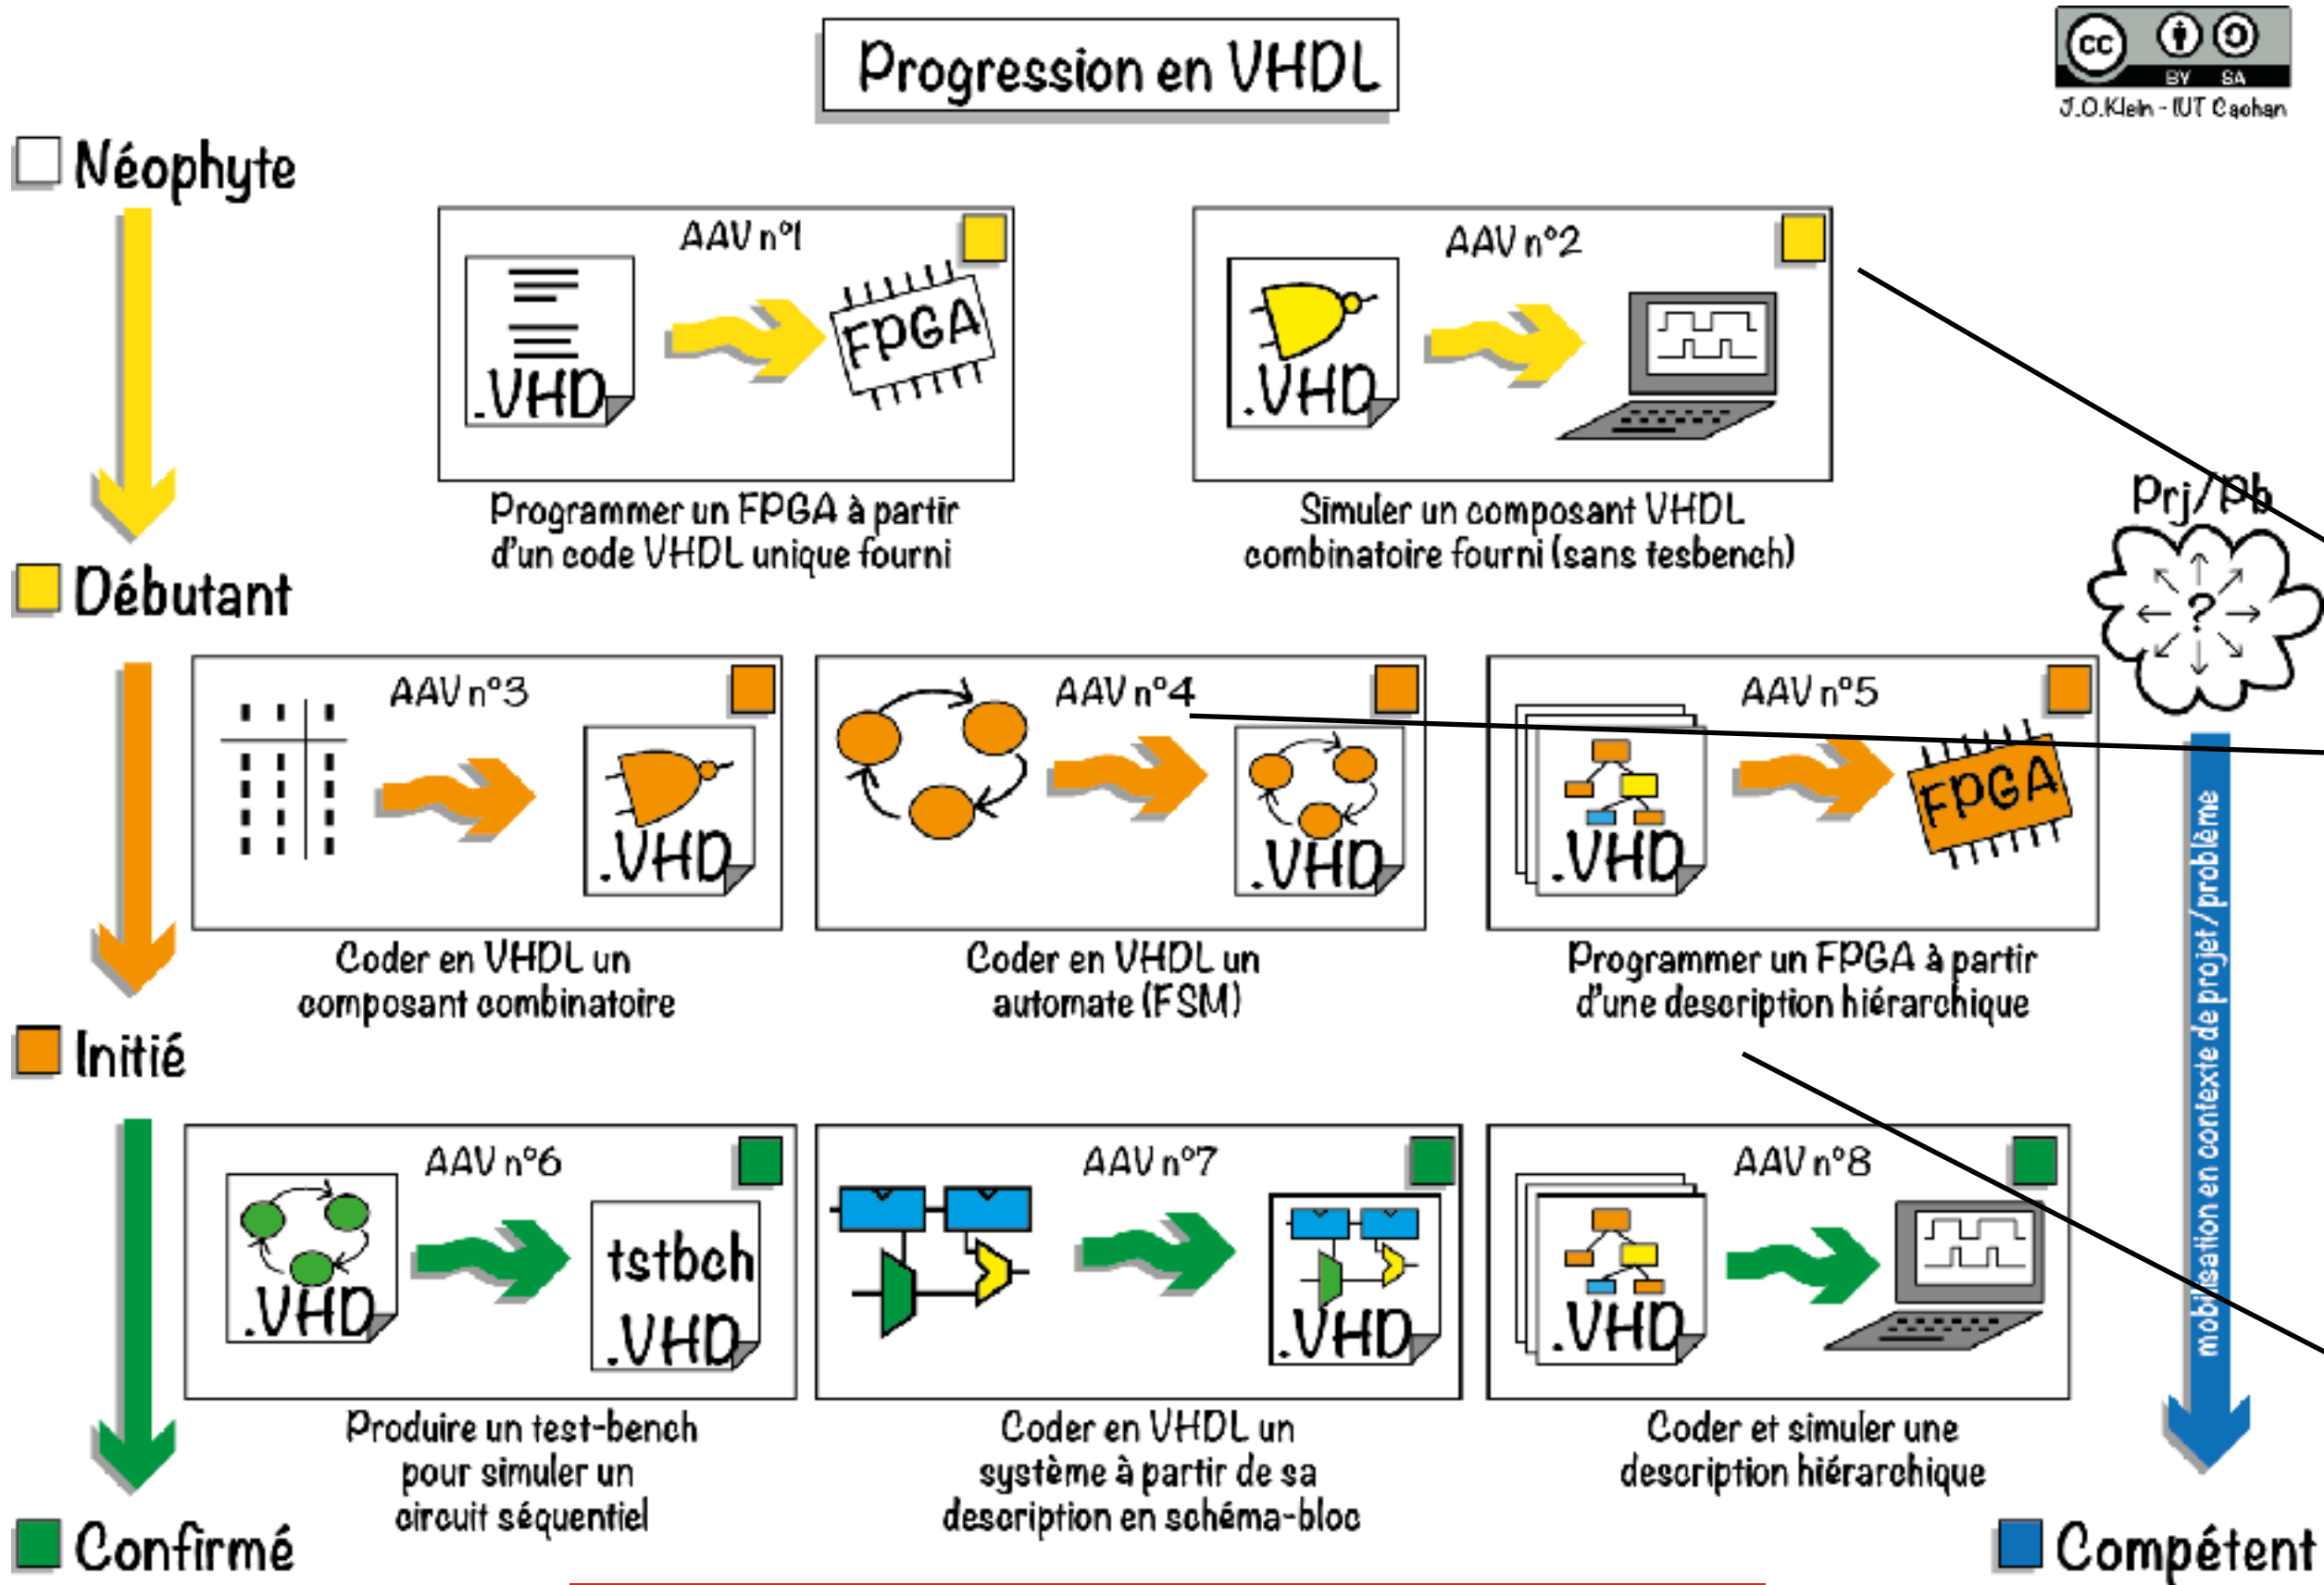 Progression en VHDL
cc
BY SA
J.O.Klein - IUT Cachan
Néophyte
AAV n°1
.VHD
FPGA
Programmer un FPGA à partir
d'un code VHDL unique fourni
AAV n°2
.VHD
Simuler un composant VHDL
combinatoire fourni (sans tesbench)
Prj/Pb
?
Débutant
AAV n°3
.VHD
Coder en VHDL un
composant combinatoire
AAV n°4
.VHD
Coder en VHDL un
automate (FSM)
AAV n°5
.VHD
FPGA
Programmer un FPGA à partir
d'une description hiérarchique
mobilisation en contexte de projet/problème
Initié
AAV n°6
.VHD
tstbch
.VHD
Produire un test-bench
pour simuler un
circuit séquentiel
AAV n°7
.VHD
Coder en VHDL un
système à partir de sa
description en schéma-bloc
AAV n°8
.VHD
Coder et simuler une
description hiérarchique
Confirmé
Compétent